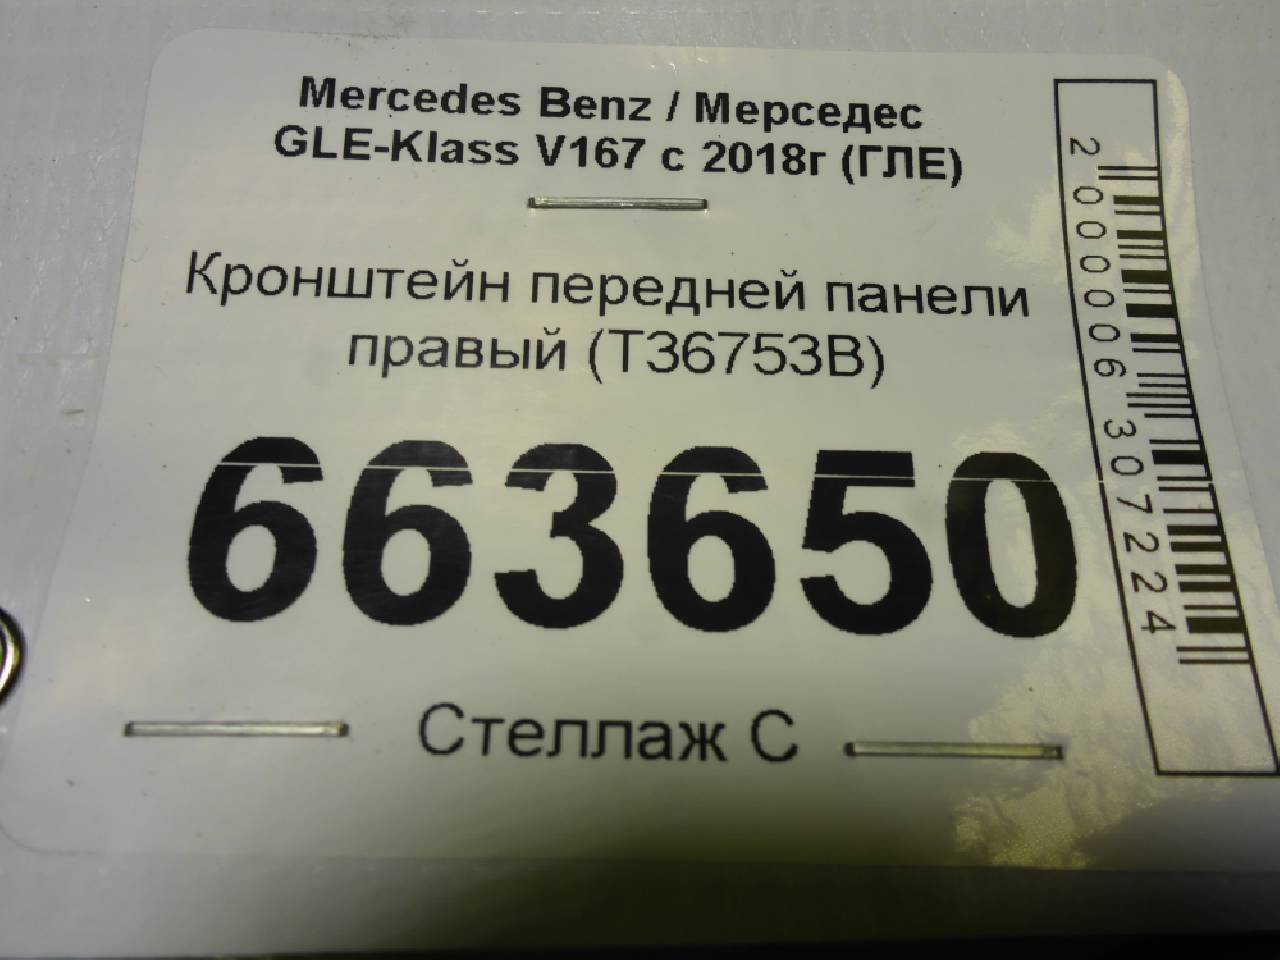 Mercedes Benz / Мерседес
GLE-Klass V167 с 2018г (ГЛЕ)
Кронштейн передней панели
правый (T36753B)
663650
Стеллаж С
2000006307224